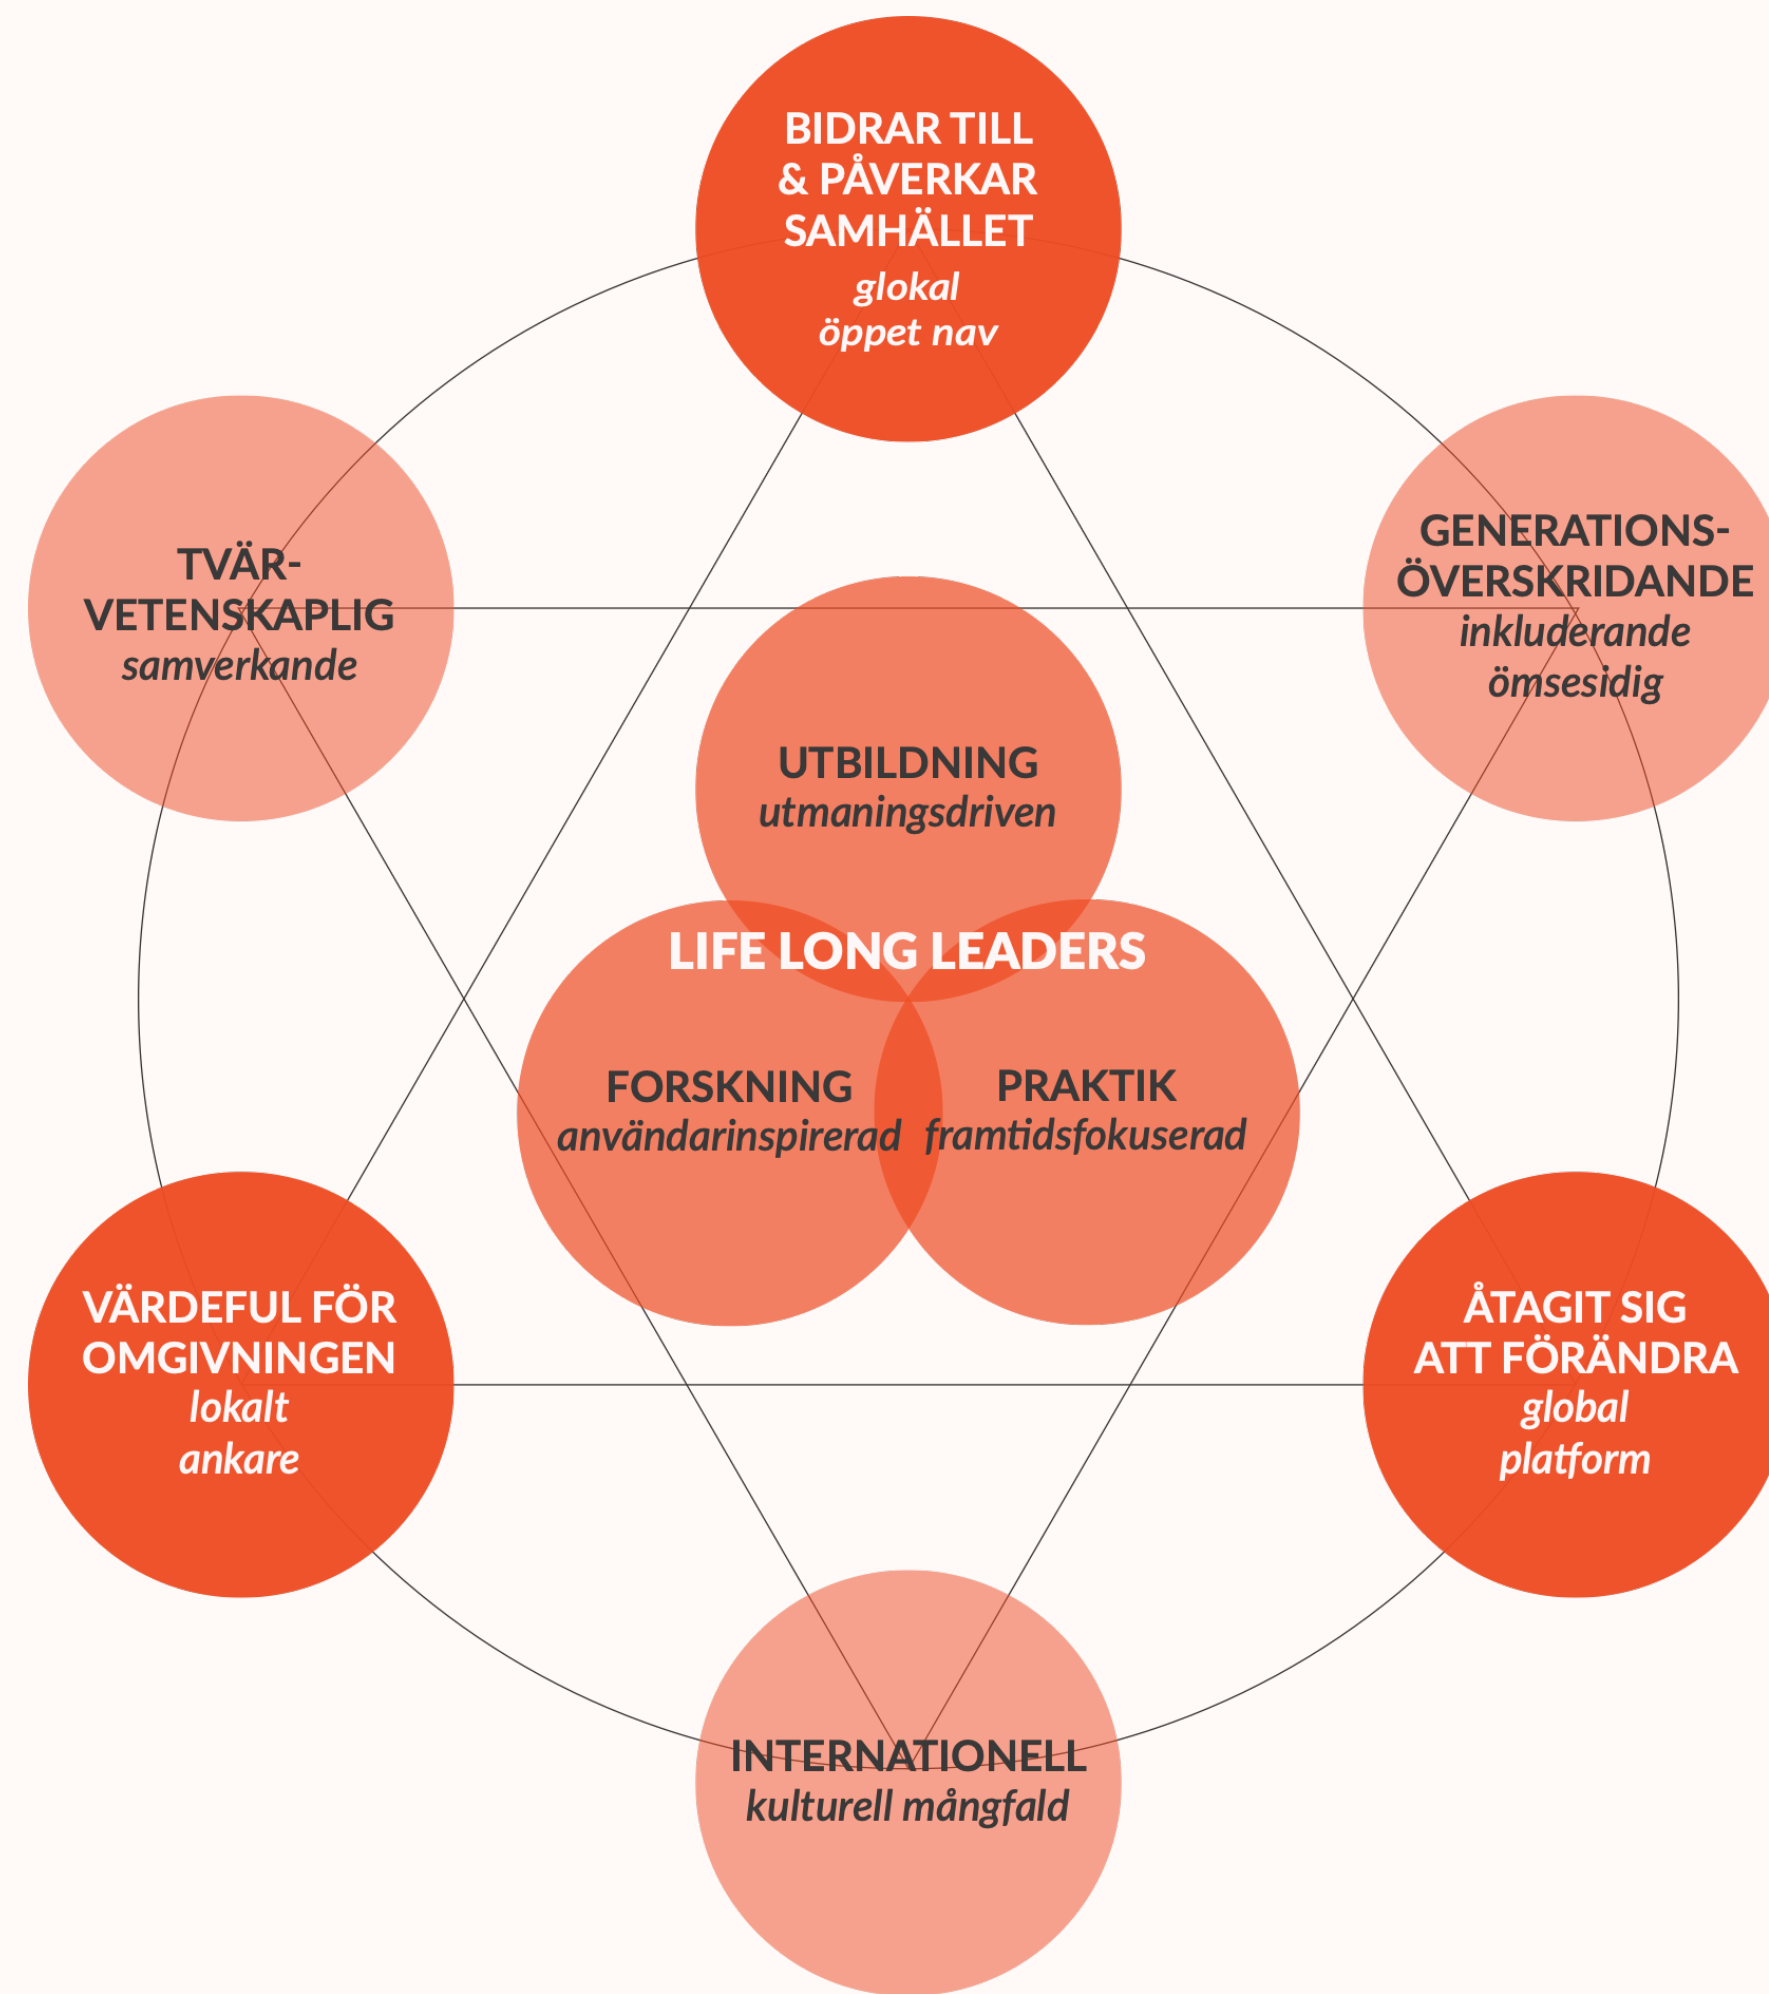 BIDRAR TILL
& PÅVERKAR
SAMHÄLLET
glokal
öppet nav
TVÄR-
VETENSKAPLIG
samverkande
GENERATIONS-
ÖVERSKRIDANDE
inkluderande
ömsesidig
UTBILDNING
utmaningsdriven
LIFE LONG LEADERS
FORSKNING
användarinspirerad
PRAKTIK
framtidsfokuserad
VÄRDEFUL FÖR
OMGIVNINGEN
lokalt
ankare
ÅTAGIT SIG
ATT FÖRÄNDRA
global
platform
INTERNATIONELL
kulturell mångfald